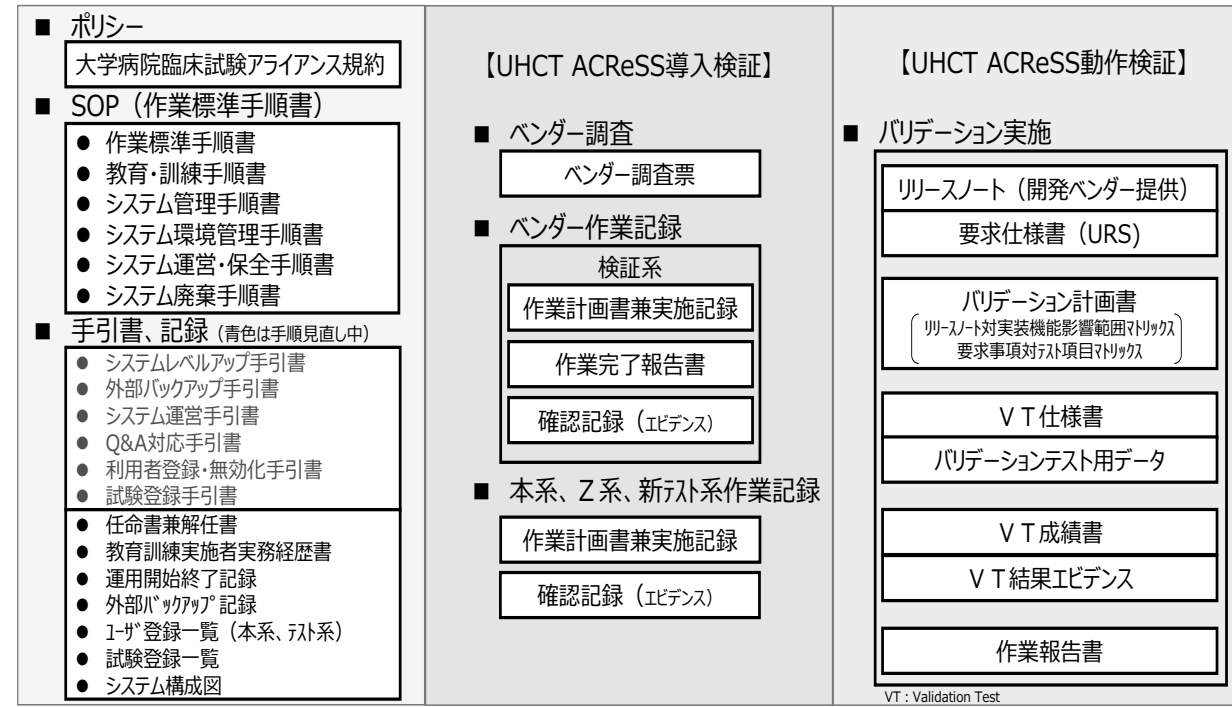 ■ ポリシー
大学病院臨床試験アライアンス規約
■ SOP（作業標準手順書）
● 作業標準手順書
● 教育・訓練手順書
● システム管理手順書
● システム環境管理手順書
● システム運営・保全手順書
● システム廃棄手順書
■ 手引書、記録（青色は手順見直し中）
● システムレベルアップ手引書
● 外部バックアップ手引書
● システム運営手引書
● Q&A対応手引書
● 利用者登録・無効化手引書
● 試験登録手引書
● 任命書兼解任書
● 教育訓練実施者実務経歴書
● 運用開始終了記録
● 外部ﾊﾞｯｸｱｯﾌﾟ記録
● ﾕｰｻﾞ登録一覧（本系、ﾃｽﾄ系）
● 試験登録一覧
● システム構成図
【UHCT ACReSS導入検証】
■ ベンダー調査
ベンダー調査票
■ ベンダー作業記録
検証系
作業計画書兼実施記録
作業完了報告書
確認記録（ｴﾋﾞﾃﾞﾝｽ）
■ 本系、Ｚ系、新ﾃｽﾄ系作業記録
作業計画書兼実施記録
確認記録（ｴﾋﾞﾃﾞﾝｽ）
【UHCT ACReSS動作検証】
■ バリデーション実施
リリースノート（開発ベンダー提供）
要求仕様書（URS)
バリデーション計画書
ﾘﾘｰｽﾉｰﾄ対実装機能影響範囲ﾏﾄﾘｯｸｽ
要求事項対ﾃｽﾄ項目ﾏﾄﾘｯｸｽ
ＶＴ仕様書
バリデーションテスト用データ
ＶＴ成績書
ＶＴ結果エビデンス
作業報告書
VT : Validation Test